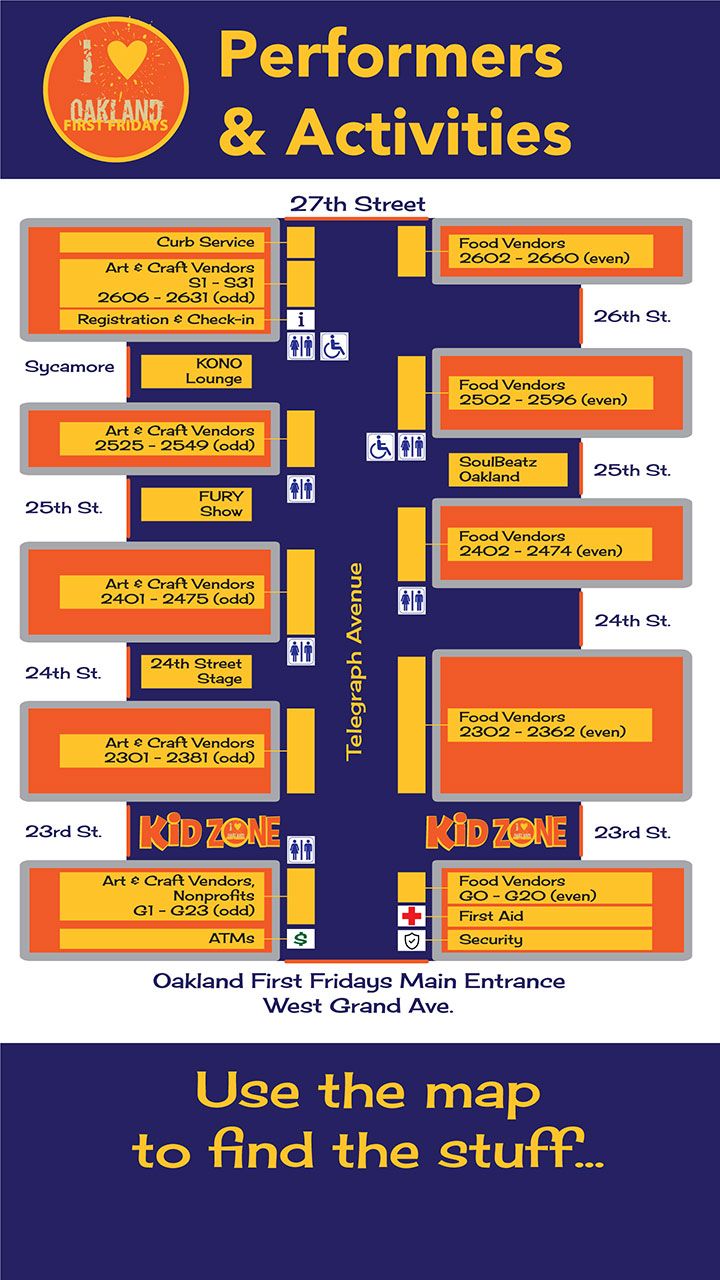 I
OAKLAND
FIRST FRIDAYS
Performers
& Activities
27th Street
Curb Service
Art & Craft Vendors
S1 - S31
2606 - 2631 (odd)
Registration & Check-in
i
Food Vendors
2602 - 2660 (even)
26th St.
Sycamore
KONO
Lounge
Food Vendors
2502 - 2596 (even)
Art & Craft Vendors
2525 - 2549 (odd)
SoulBeatz
Oakland
25th St.
25th St.
FURY
Show
Food Vendors
2402 - 2474 (even)
Art & Craft Vendors
2401 - 2475 (odd)
Telegraph Avenue
24th St.
24th St.
24th Street
Stage
Food Vendors
2302 - 2362 (even)
Art & Craft Vendors
2301 - 2381 (odd)
23rd St.
KiD ZONE
KiD ZONE
23rd St.
Art & Craft Vendors,
Nonprofits
G1 - G23 (odd)
ATMs
$
Food Vendors
G0 - G20 (even)
First Aid
Security
Oakland First Fridays Main Entrance
West Grand Ave.
Use the map
to find the stuff...